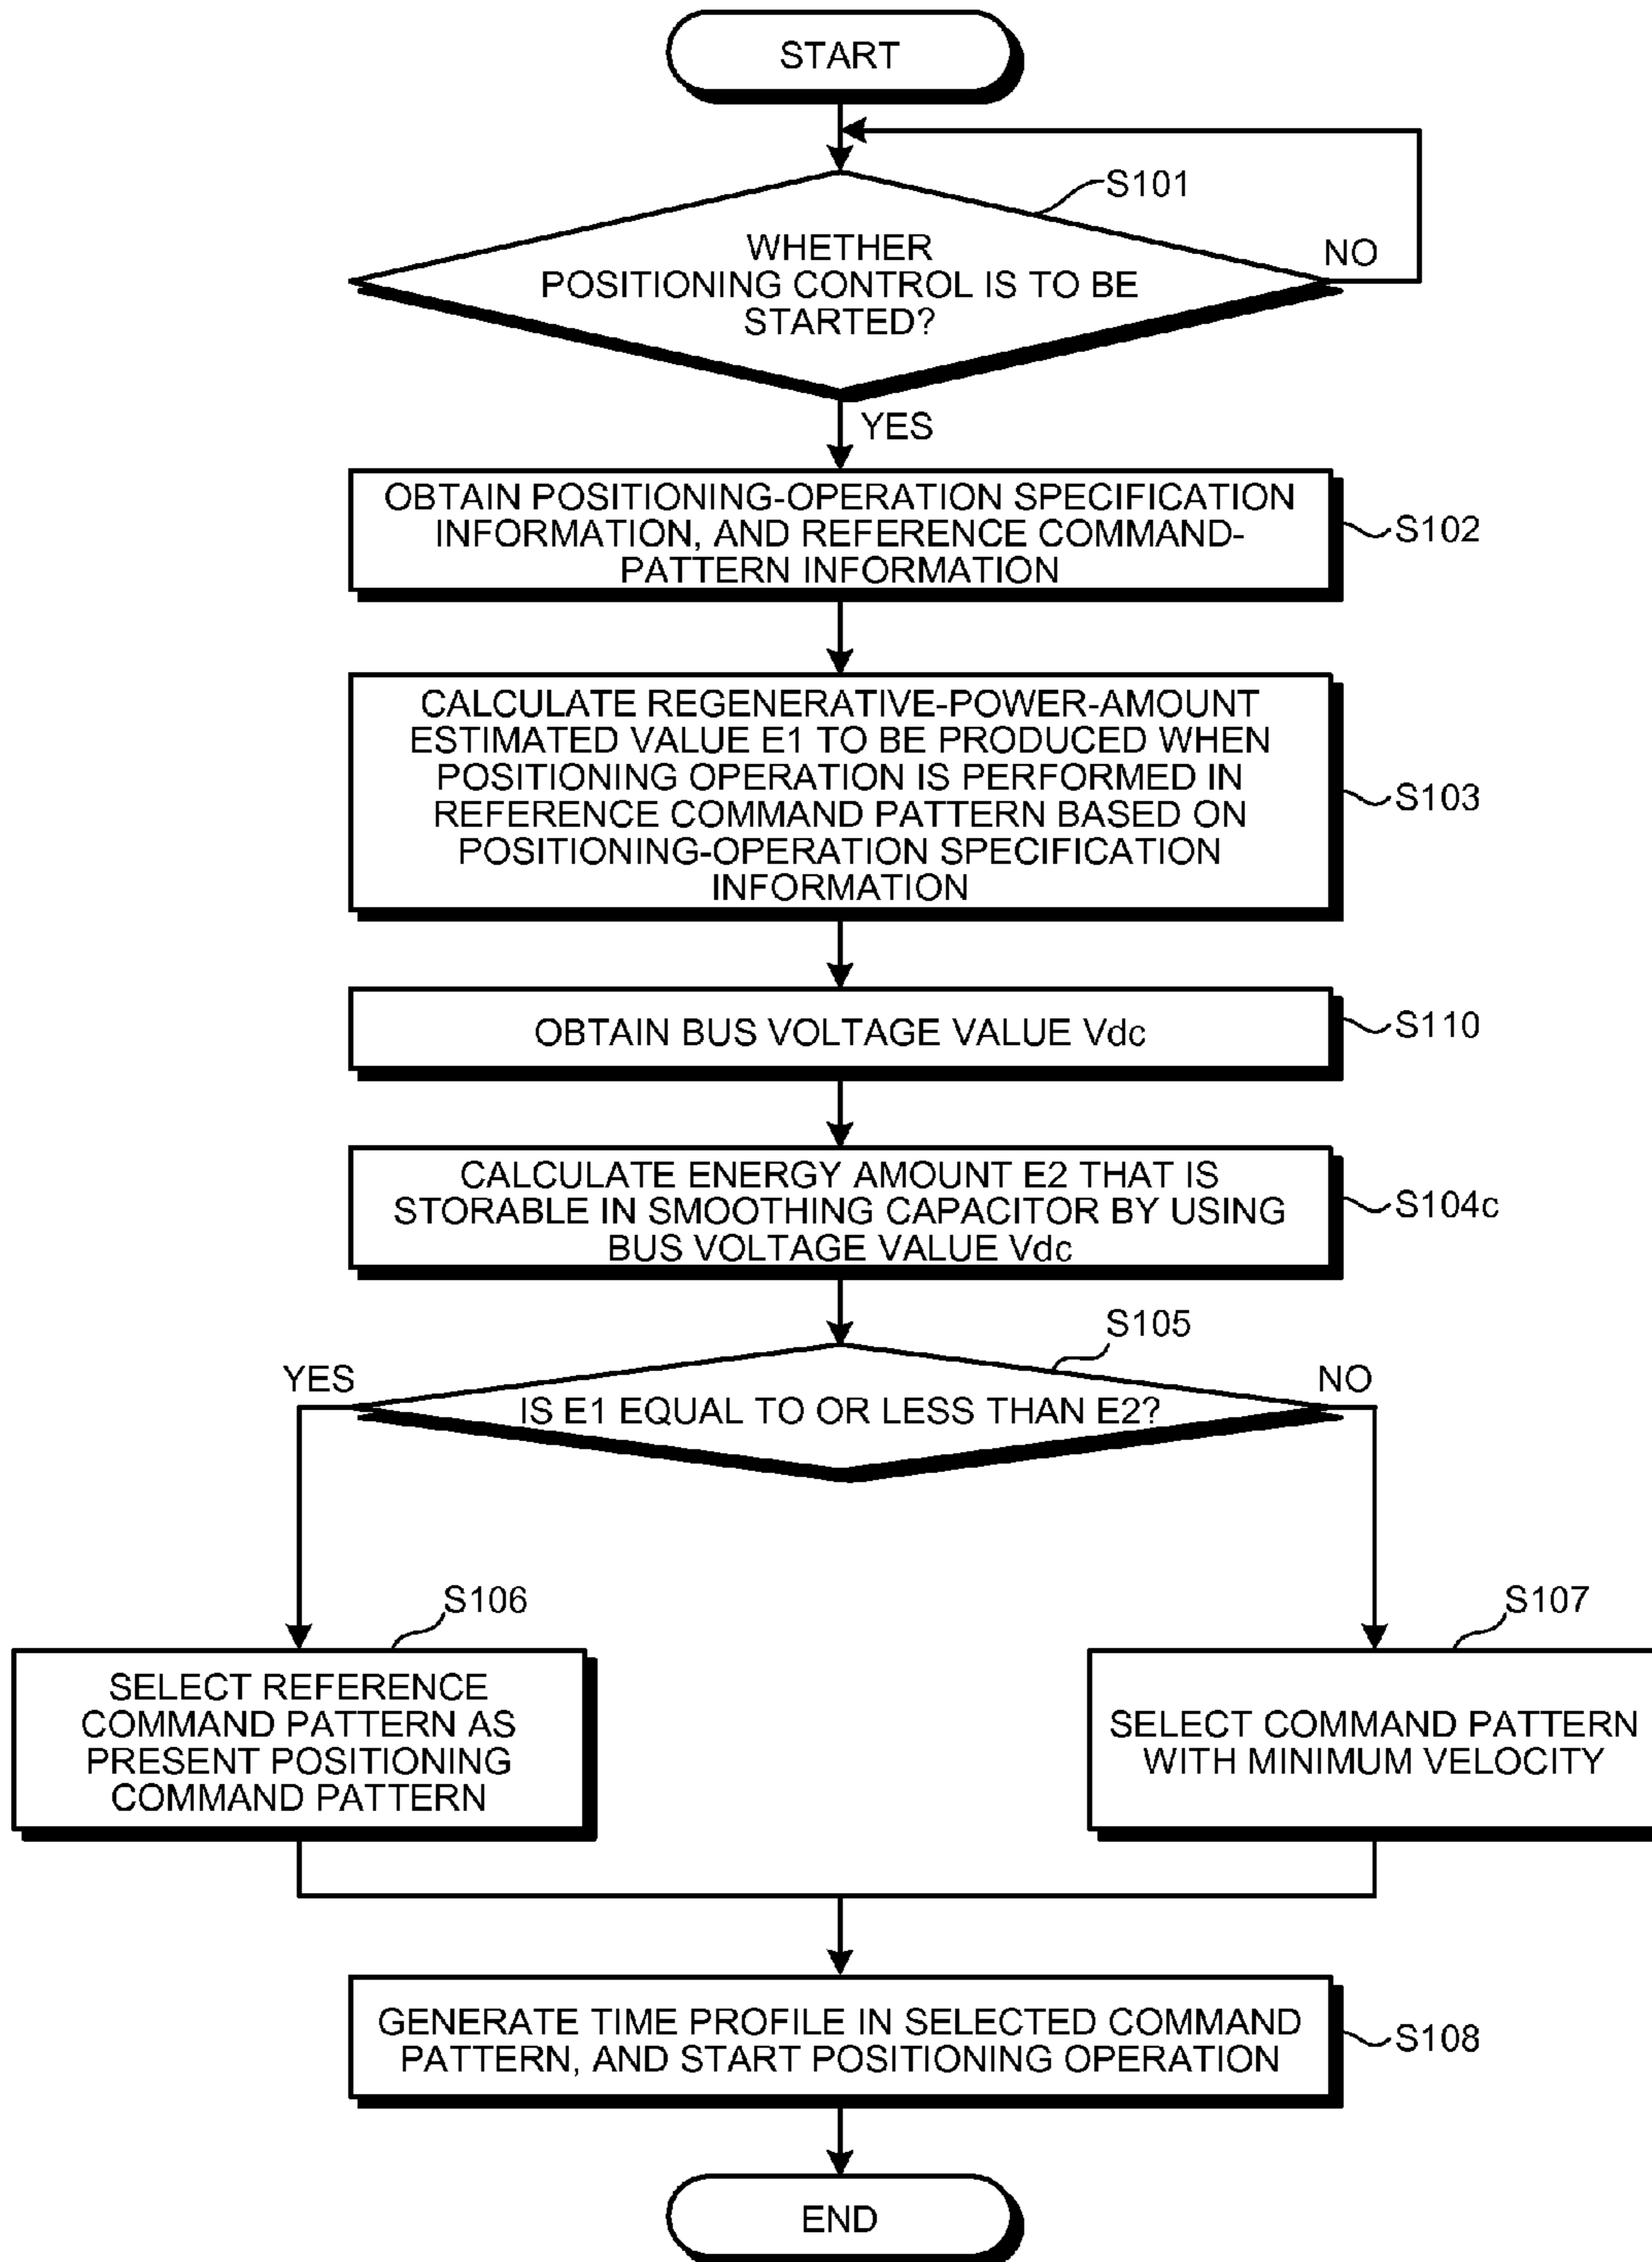 START
S101
WHETHER
POSITIONING CONTROL IS TO BE
STARTED?
NO
YES
OBTAIN POSITIONING-OPERATION SPECIFICATION
INFORMATION, AND REFERENCE COMMAND-
PATTERN INFORMATION
S102
CALCULATE REGENERATIVE-POWER-AMOUNT
ESTIMATED VALUE E1 TO BE PRODUCED WHEN
POSITIONING OPERATION IS PERFORMED IN
REFERENCE COMMAND PATTERN BASED ON
POSITIONING-OPERATION SPECIFICATION
INFORMATION
S103
OBTAIN BUS VOLTAGE VALUE Vdc
S110
CALCULATE ENERGY AMOUNT E2 THAT IS
STORABLE IN SMOOTHING CAPACITOR BY USING
BUS VOLTAGE VALUE Vdc
S104c
S105
YES
IS E1 EQUAL TO OR LESS THAN E2?
NO
S106
SELECT REFERENCE
COMMAND PATTERN AS
PRESENT POSITIONING
COMMAND PATTERN
S107
SELECT COMMAND PATTERN
WITH MINIMUM VELOCITY
GENERATE TIME PROFILE IN SELECTED COMMAND
PATTERN, AND START POSITIONING OPERATION
S108
END